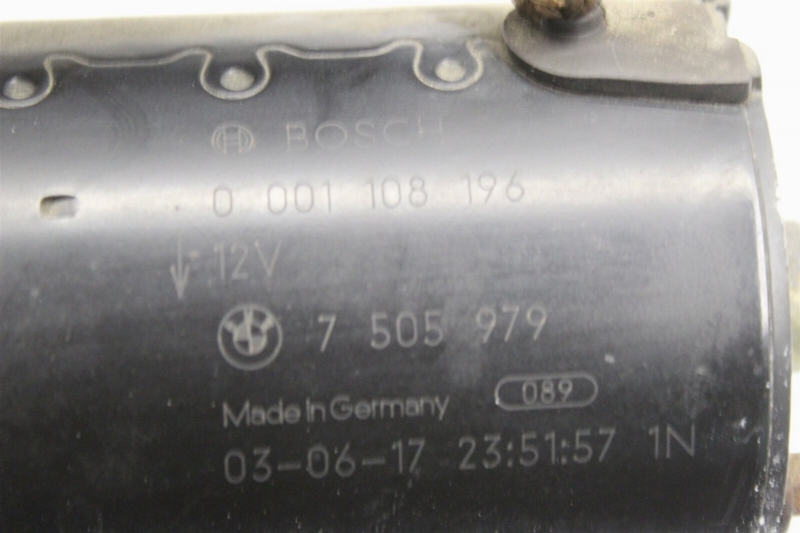 BOSCH
0 001 108 196
12V
7 505 979
Made in Germany 089
03-06-17 23:51:57 1N